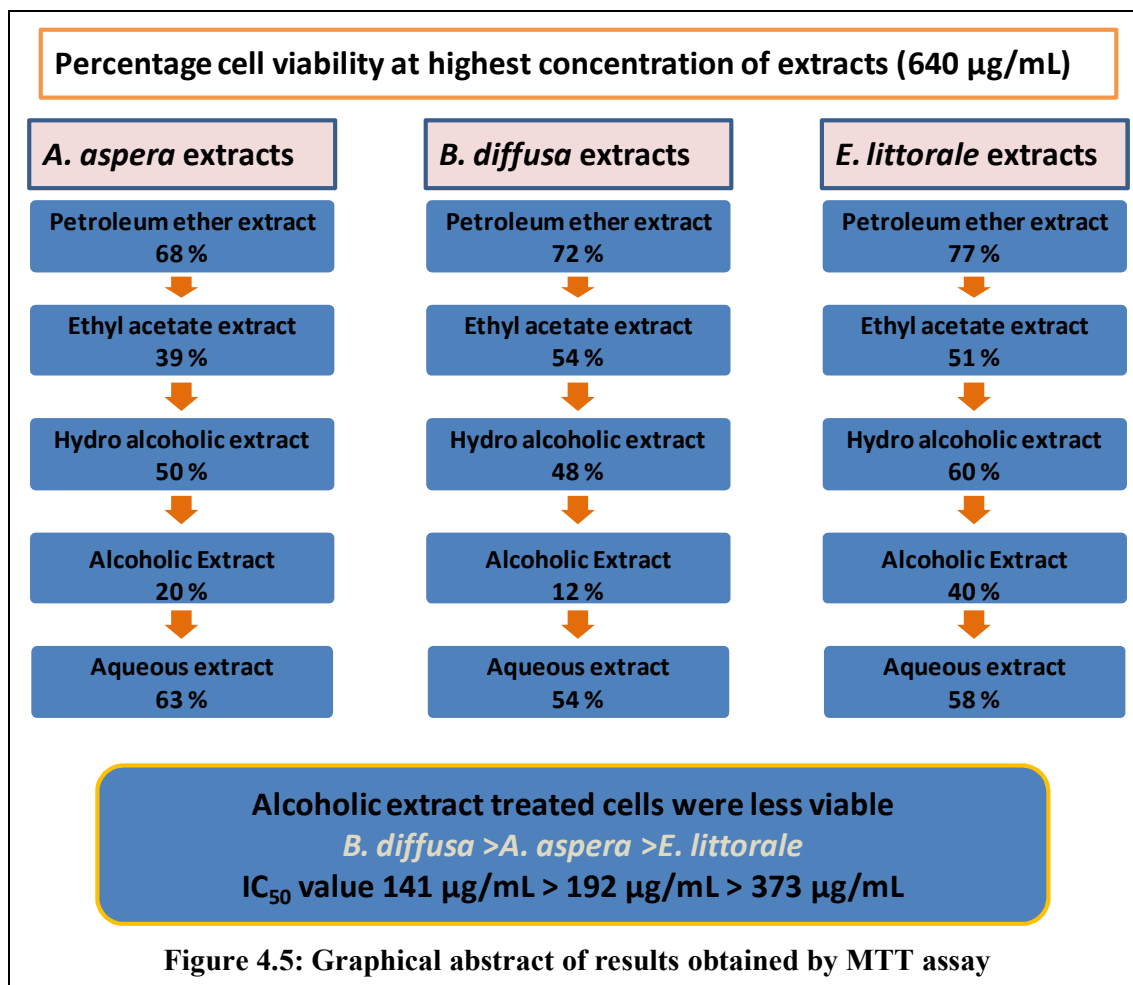 Percentage cell viability at highest concentration of extracts (640 µg/mL)
A. aspera extracts
Petroleum ether extract
68 %
Ethyl acetate extract
39 %
Hydro alcoholic extract
50 %
Alcoholic Extract
20 %
Aqueous extract
63 %
B. diffusa extracts
Petroleum ether extract
72 %
Ethyl acetate extract
54 %
Hydro alcoholic extract
48 %
Alcoholic Extract
12 %
Aqueous extract
54 %
E. littorale extracts
Petroleum ether extract
77 %
Ethyl acetate extract
51 %
Hydro alcoholic extract
60 %
Alcoholic Extract
40 %
Aqueous extract
58 %
Alcoholic extract treated cells were less viable
B. diffusa >A. aspera >E. littorale
IC₅₀ value 141 µg/mL > 192 µg/mL > 373 µg/mL
Figure 4.5: Graphical abstract of results obtained by MTT assay